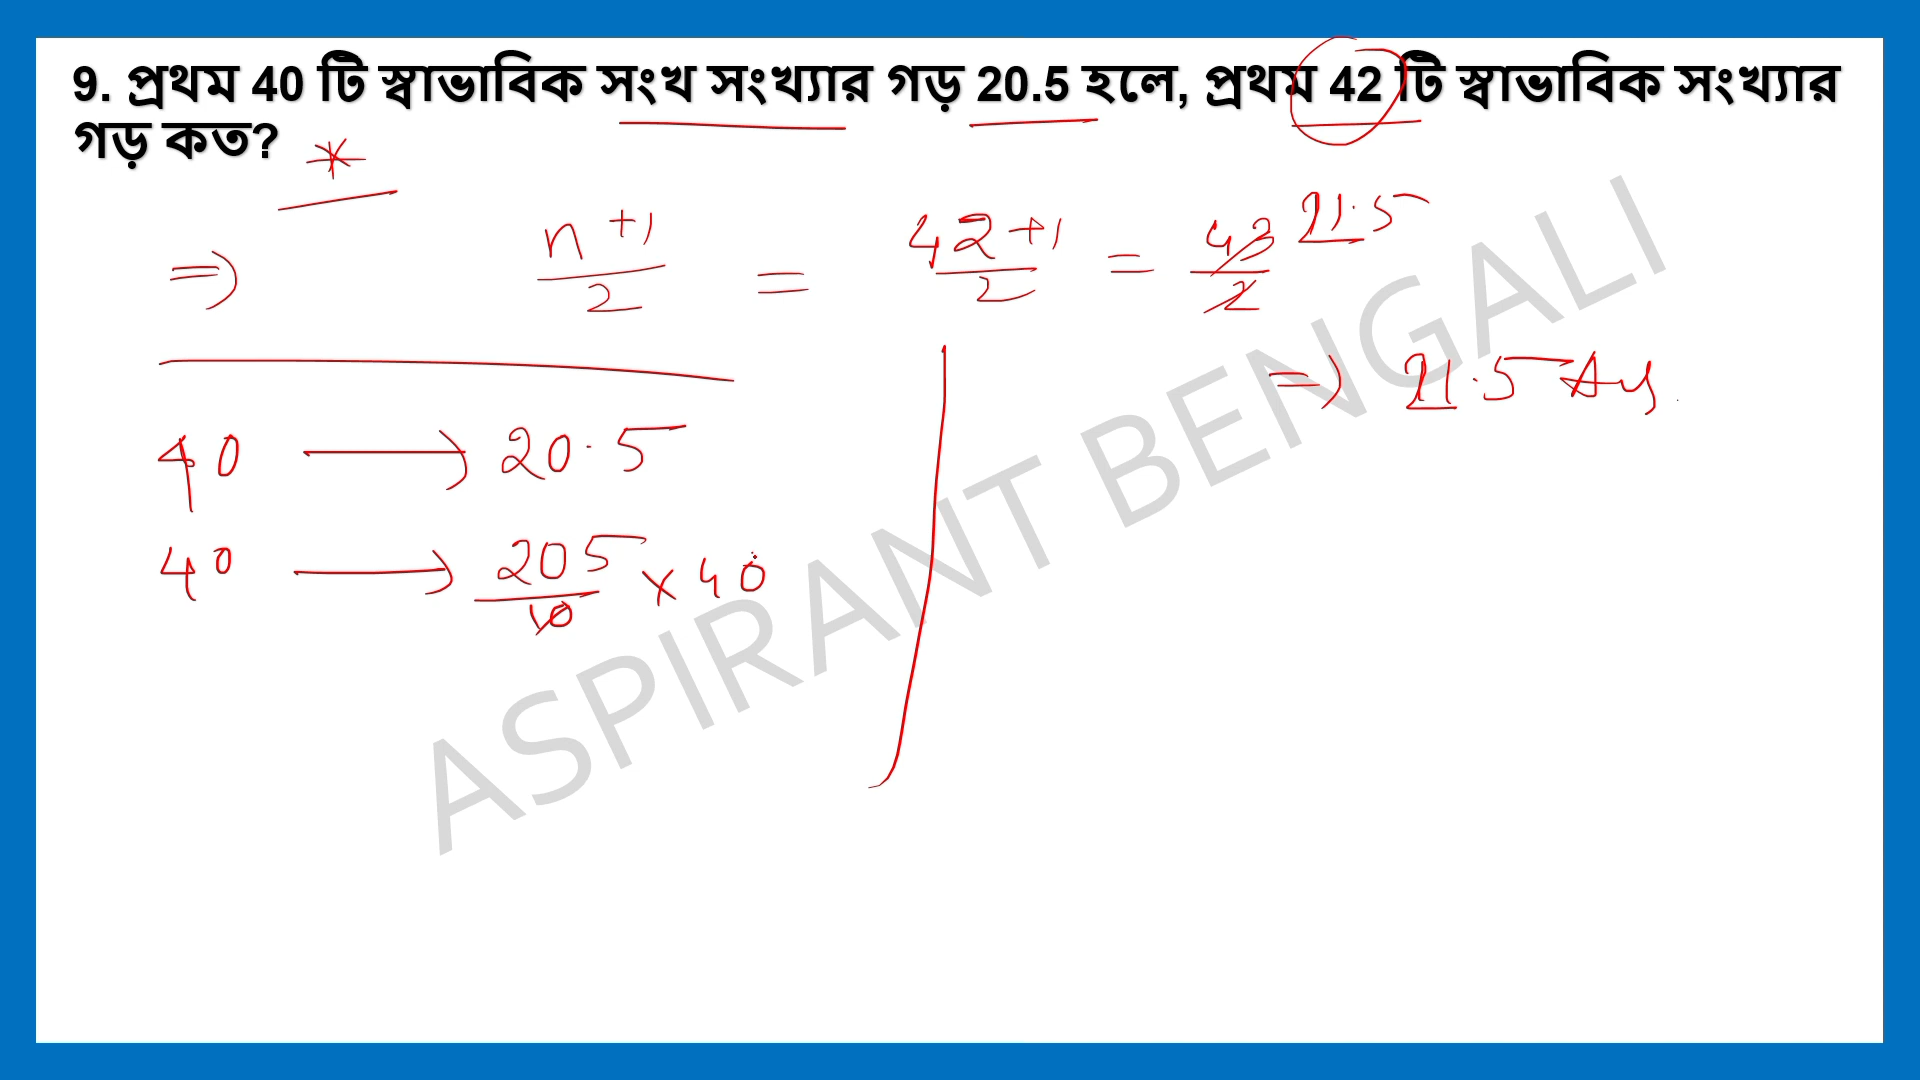 9. প্রথম 40 টি স্বাভাবিক সংখ সংখ্যার গড় 20.5 হলে, প্রথম 42 টি স্বাভাবিক সংখ্যার
গড় কত?
*
=> n+1/2 = 42+1/2 = 43/2 21.5
=> 21.5 Ans.
40 → 20.5
40 → 205/10 x 40
ASPIRANT BENGALI